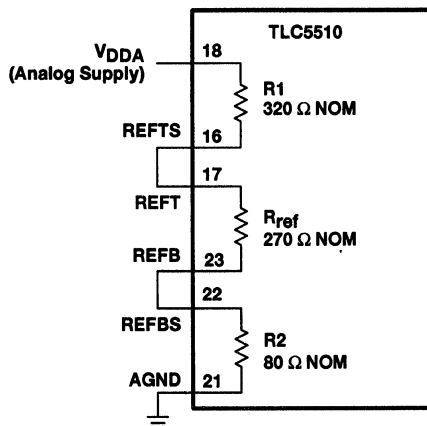 TLC5510
VDDA
(Analog Supply)
18
R1
320 Ω NOM
REFTS
16
17
REFT
Rref
270 Ω NOM
REFB
23
22
REFBS
R2
80 Ω NOM
AGND
21